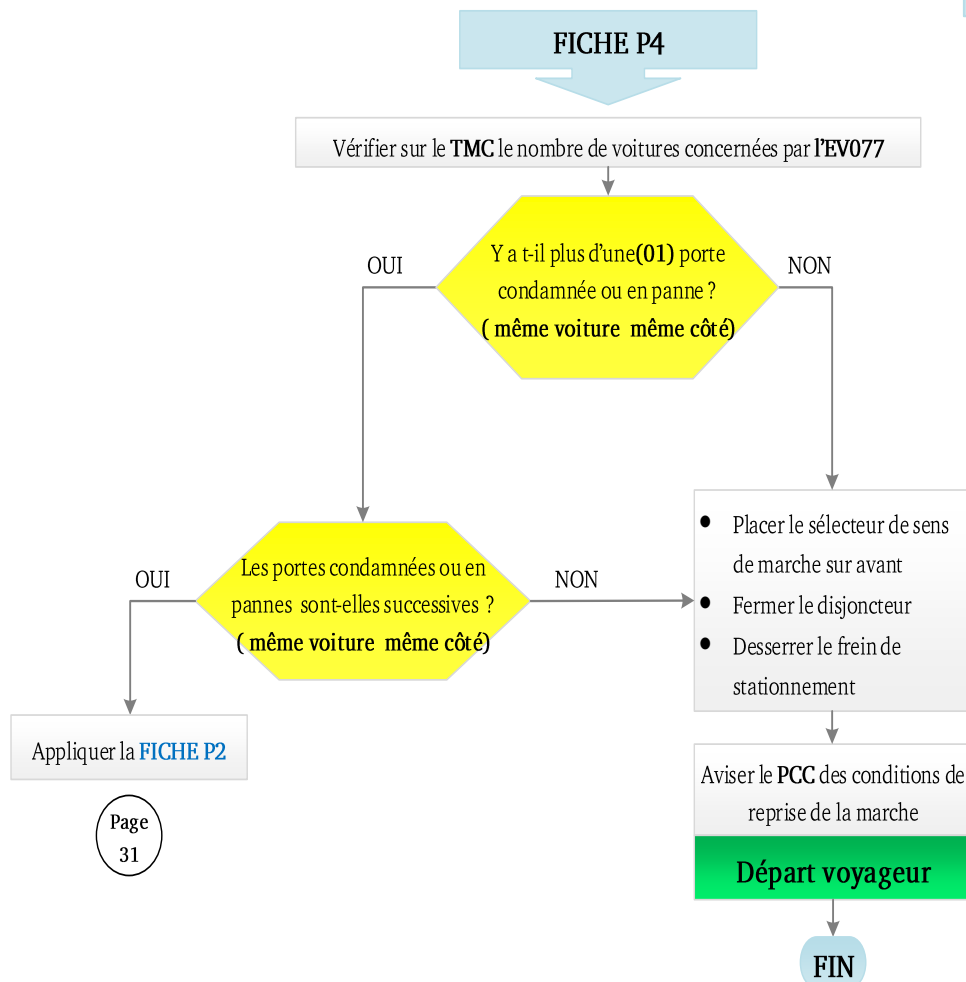 FICHE P4
Vérifier sur le TMC le nombre de voitures concernées par l'EV077
Y a t-il plus d'une(01) porte
condamnée ou en panne ?
( même voiture même côté)
OUI
NON
Les portes condamnées ou en
pannes sont-elles successives ?
( même voiture même côté)
OUI
NON
Appliquer la FICHE P2
Page
31
• Placer le sélecteur de sens
de marche sur avant
• Fermer le disjoncteur
• Desserrer le frein de
stationnement
Aviser le PCC des conditions de
reprise de la marche
Départ voyageur
FIN